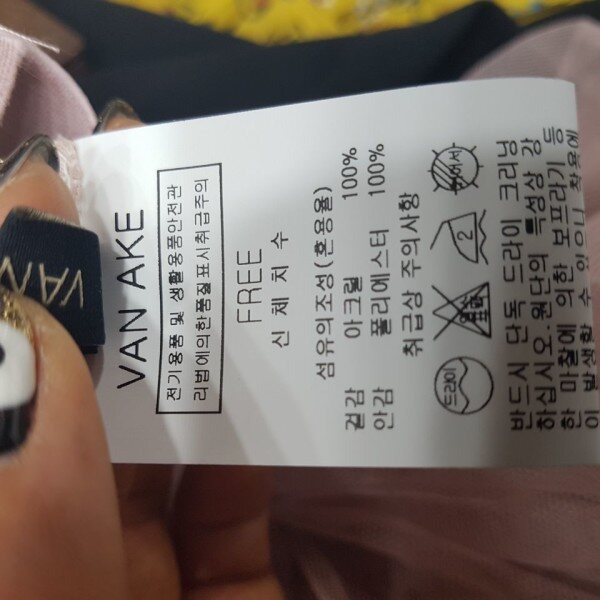 VAN AKE
전기용품 및 생활용품안전관
리법에의한품질표시취급주의
FREE
신 체 치 수
섬유의조성(혼용율)
겉감 아크릴 100%
안감 폴리에스터 100%
취급상 주의사항
드라이
2
반드시 단독 드라이 크리닝
하십시오. 원단의 특성상 강
한 마찰에 의한 보프라기 등
이 발생할 수 있으니 착용에
VAN